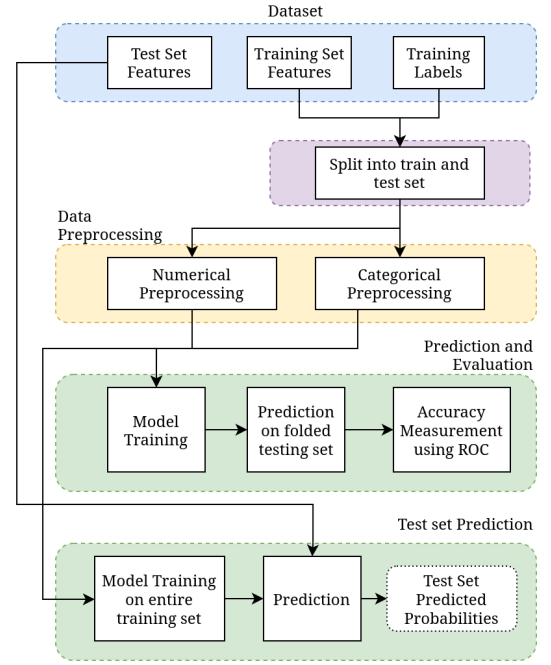 Dataset
Test Set
Features
Training Set
Features
Training
Labels
Split into train and
test set
Data
Preprocessing
Numerical
Preprocessing
Categorical
Preprocessing
Prediction and
Evaluation
Model
Training
Prediction
on folded
testing set
Accuracy
Measurement
using ROC
Test set Prediction
Model Training
on entire
training set
Prediction
Test Set
Predicted
Probabilities